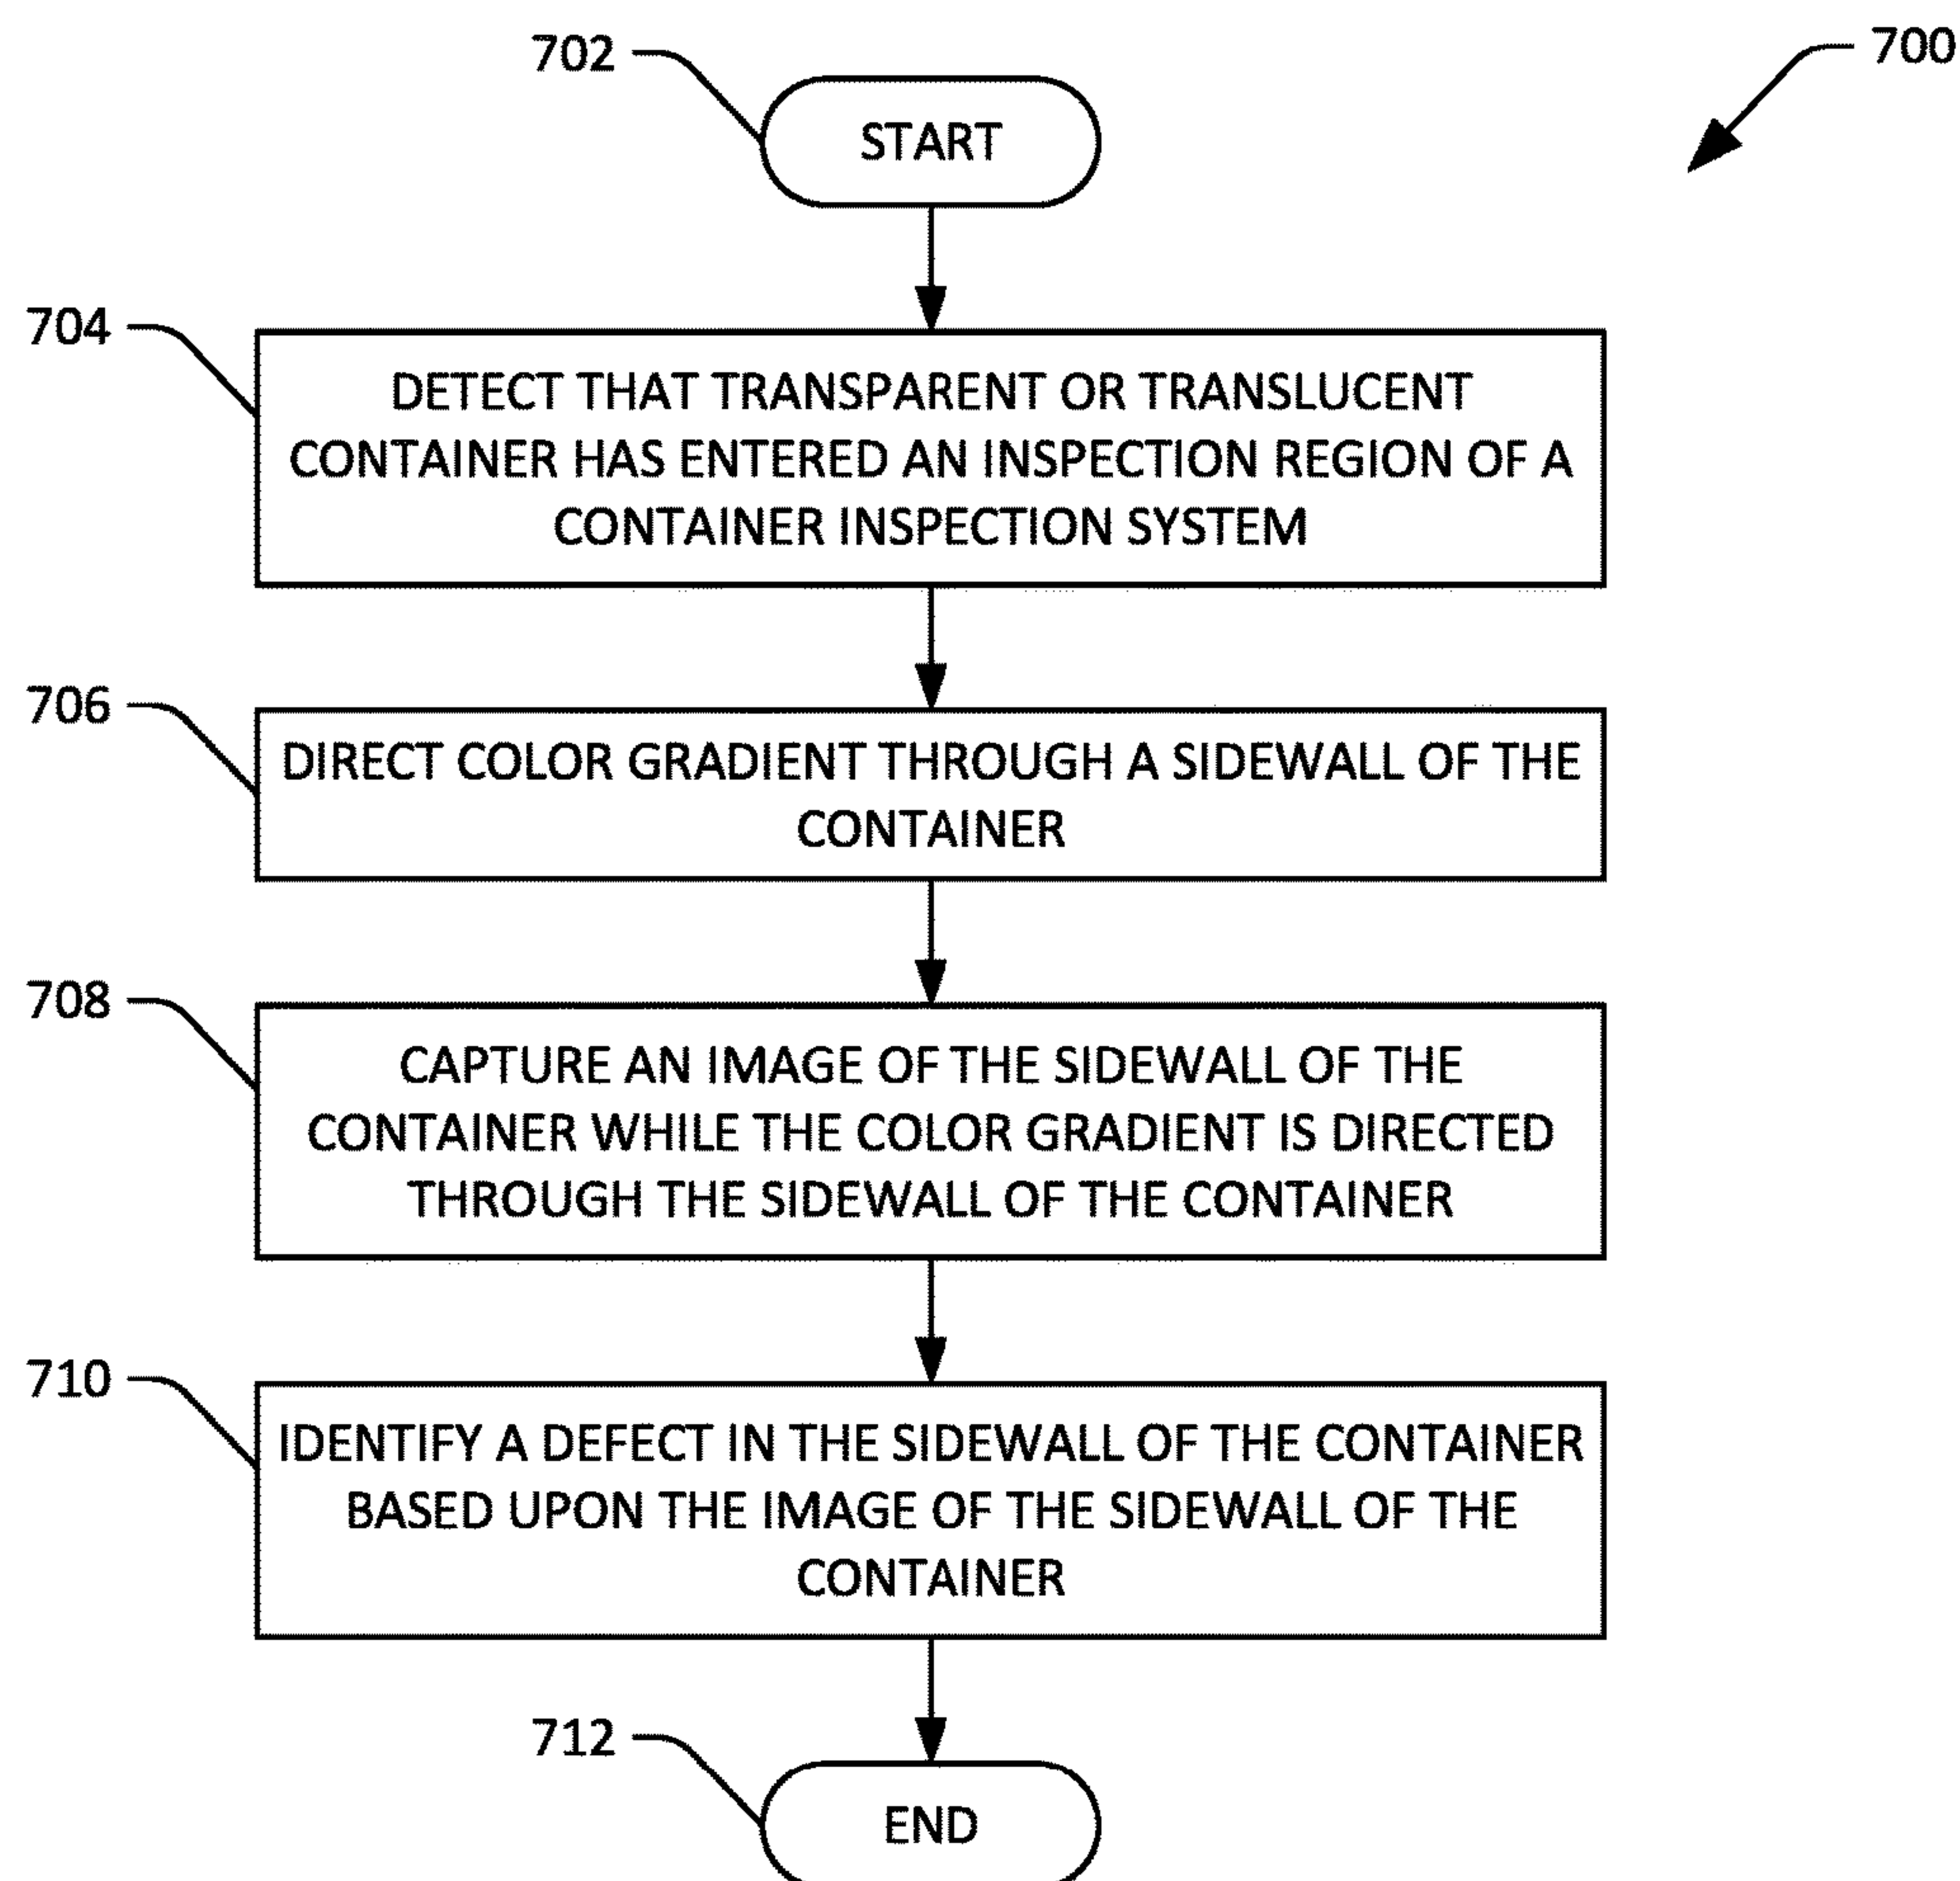 702
700
START
704
DETECT THAT TRANSPARENT OR TRANSLUCENT
CONTAINER HAS ENTERED AN INSPECTION REGION OF A
CONTAINER INSPECTION SYSTEM
706
DIRECT COLOR GRADIENT THROUGH A SIDEWALL OF THE
CONTAINER
708
CAPTURE AN IMAGE OF THE SIDEWALL OF THE
CONTAINER WHILE THE COLOR GRADIENT IS DIRECTED
THROUGH THE SIDEWALL OF THE CONTAINER
710
IDENTIFY A DEFECT IN THE SIDEWALL OF THE CONTAINER
BASED UPON THE IMAGE OF THE SIDEWALL OF THE
CONTAINER
712
END